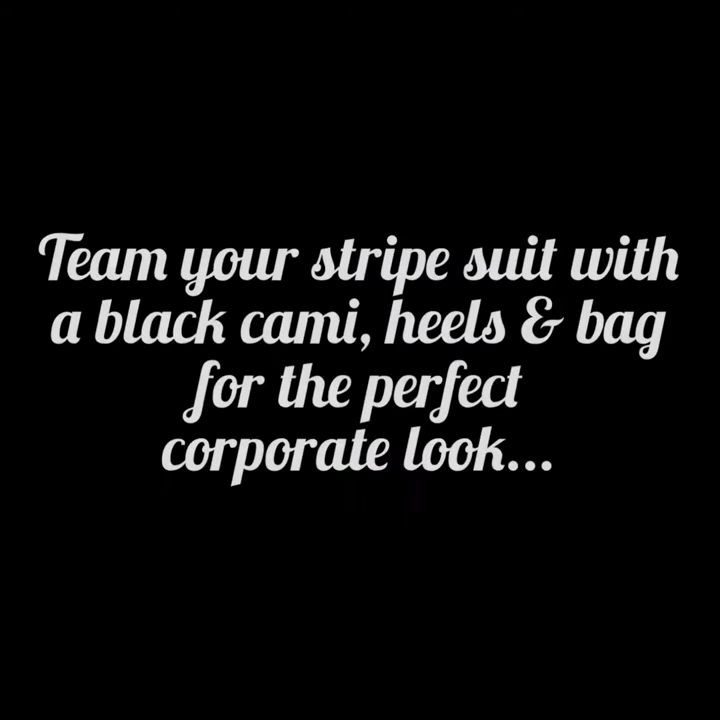 Team your stripe suit with
a black cami, heels & bag
for the perfect
corporate look...